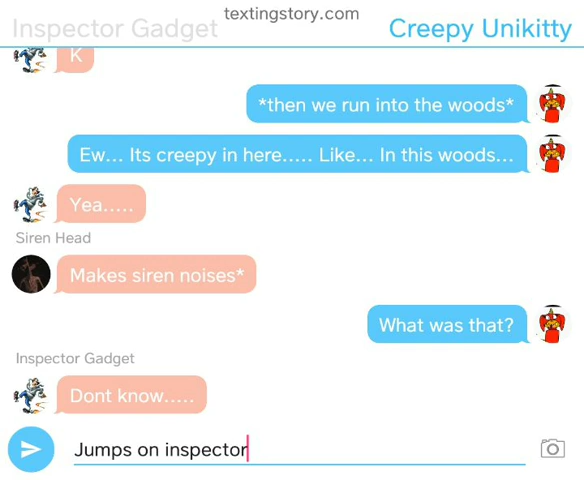 textingstory.com
Inspector Gadget
Creepy Unikitty
K
*then we run into the woods*
Ew... Its creepy in here..... Like... In this woods...
Yea.....
Siren Head
Makes siren noises*
What was that?
Inspector Gadget
Dont know.....
Jumps on inspector